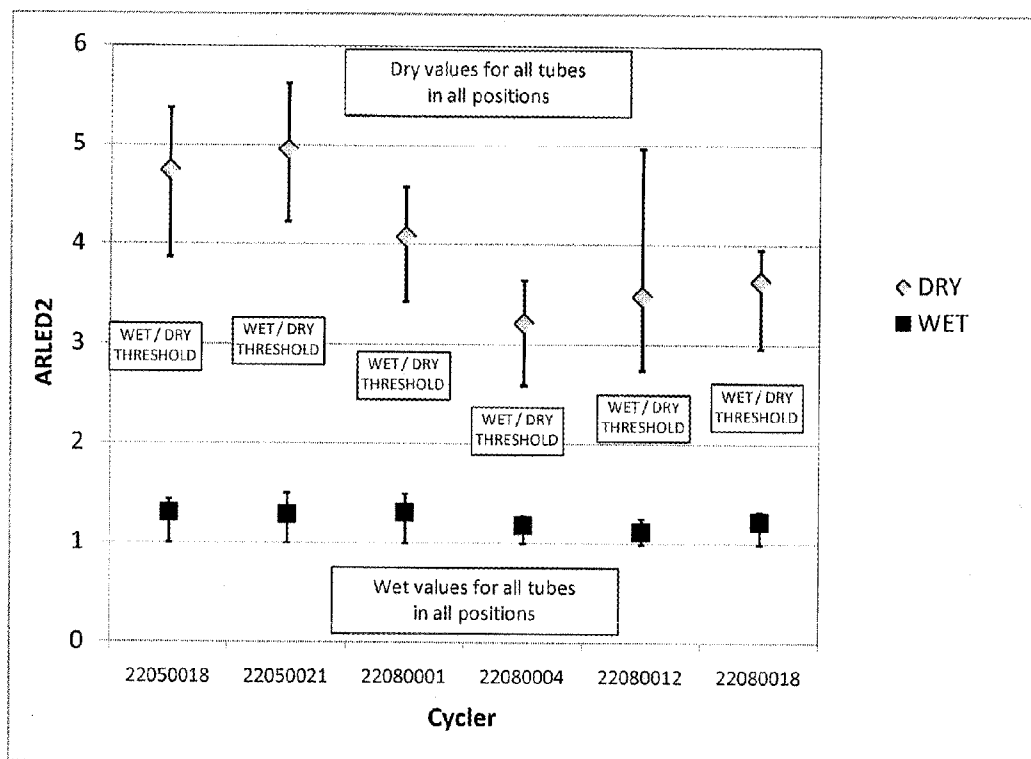 6
Dry values for all tubes
in all positions
5
4
ARLED2
3
2
1
0
WET / DRY
THRESHOLD
WET / DRY
THRESHOLD
WET / DRY
THRESHOLD
WET / DRY
THRESHOLD
WET / DRY
THRESHOLD
WET / DRY
THRESHOLD
DRY
WET
Wet values for all tubes
in all positions
22050018 22050021 22080001 22080004 22080012 22080018
Cycler